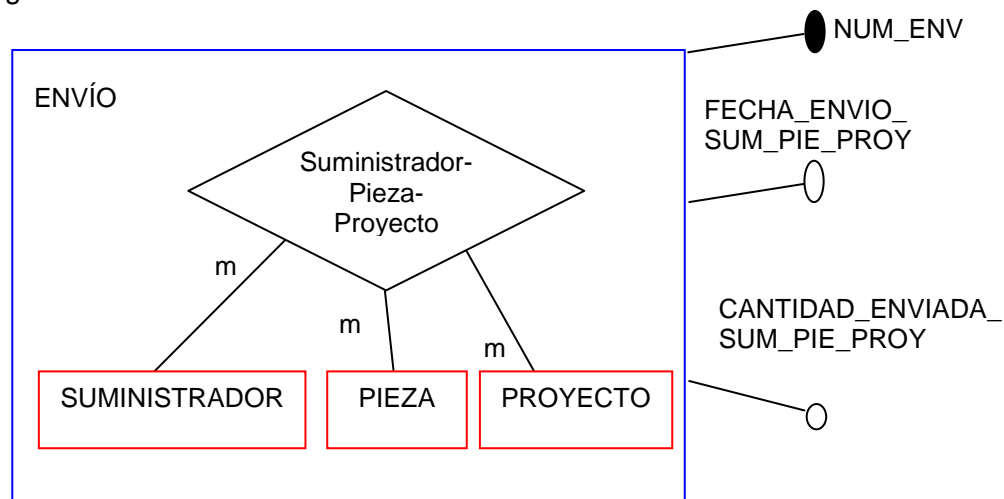 NUM_ENV
ENVÍO
FECHA_ENVIO_
SUM_PIE_PROY
Suministrador-
Pieza-
Proyecto
m
m
m
CANTIDAD_ENVIADA_
SUM_PIE_PROY
SUMINISTRADOR
PIEZA
PROYECTO